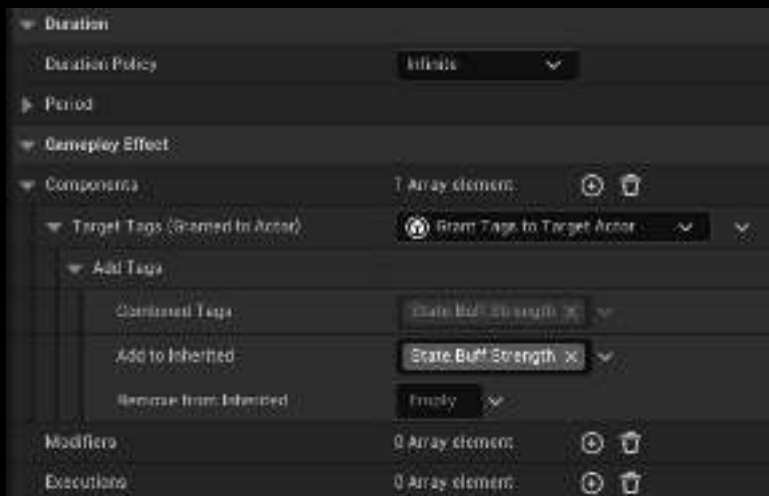 Duration
Duration Policy Infinite
Period
Gameplay Effect
Components 1 Array element
Target Tags (Granted to Actor) Grant Tags to Target Actor
Add Tags
Combined Tags State.Buff.Strength
Add to Inherited State.Buff.Strength
Remove from Inherited Empty
Modifiers 0 Array element
Executions 0 Array element